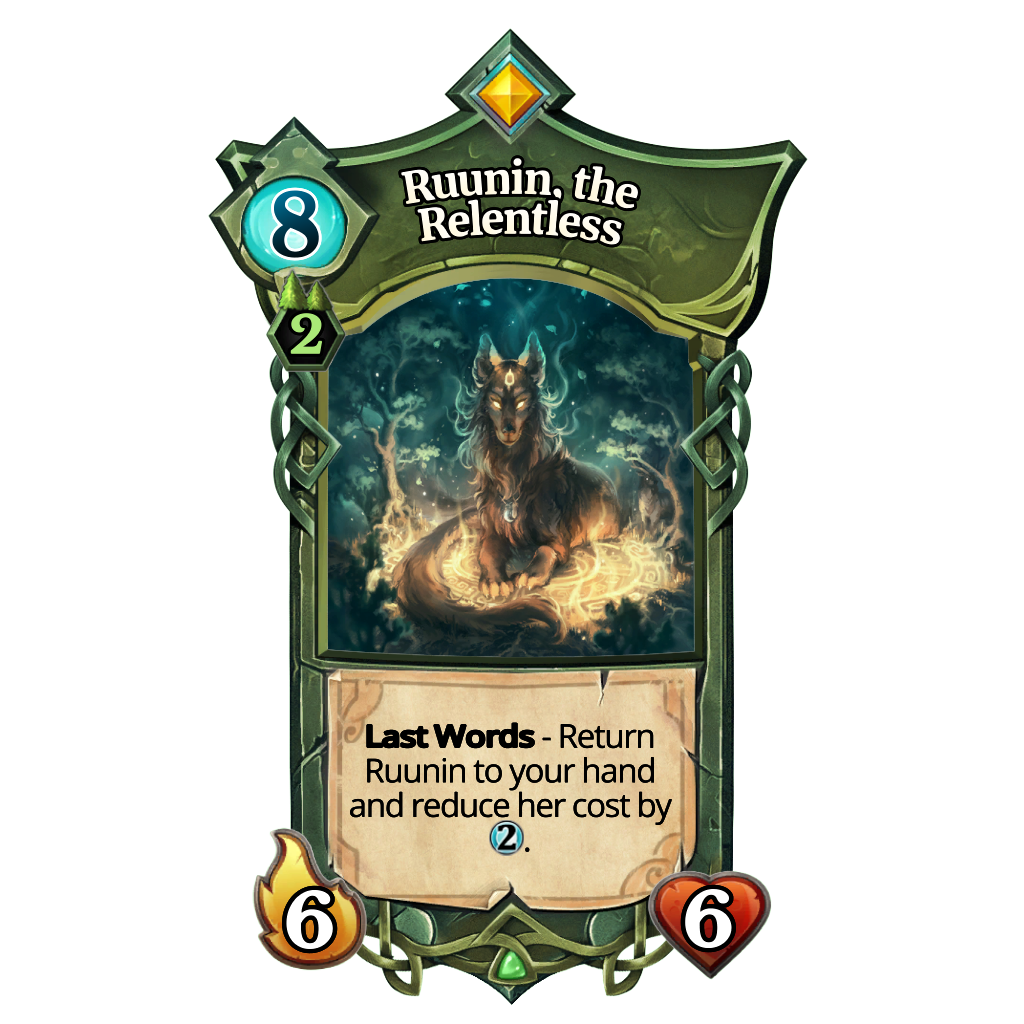 Ruunin, the
Relentless
8
2
Last Words - Return
Ruunin to your hand
and reduce her cost by
2.
6
6